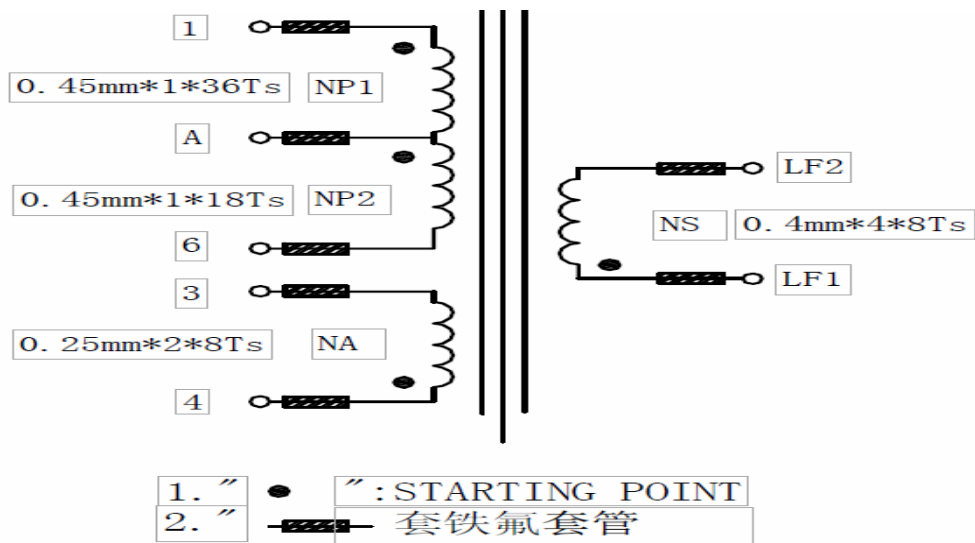 1
0. 45mm*1*36Ts NP1
A
0. 45mm*1*18Ts NP2
6
3
0. 25mm*2*8Ts NA
4
LF2
NS 0. 4mm*4*8Ts
LF1
1. ″ ● ″:STARTING POINT
2. ″ 套铁氟套管